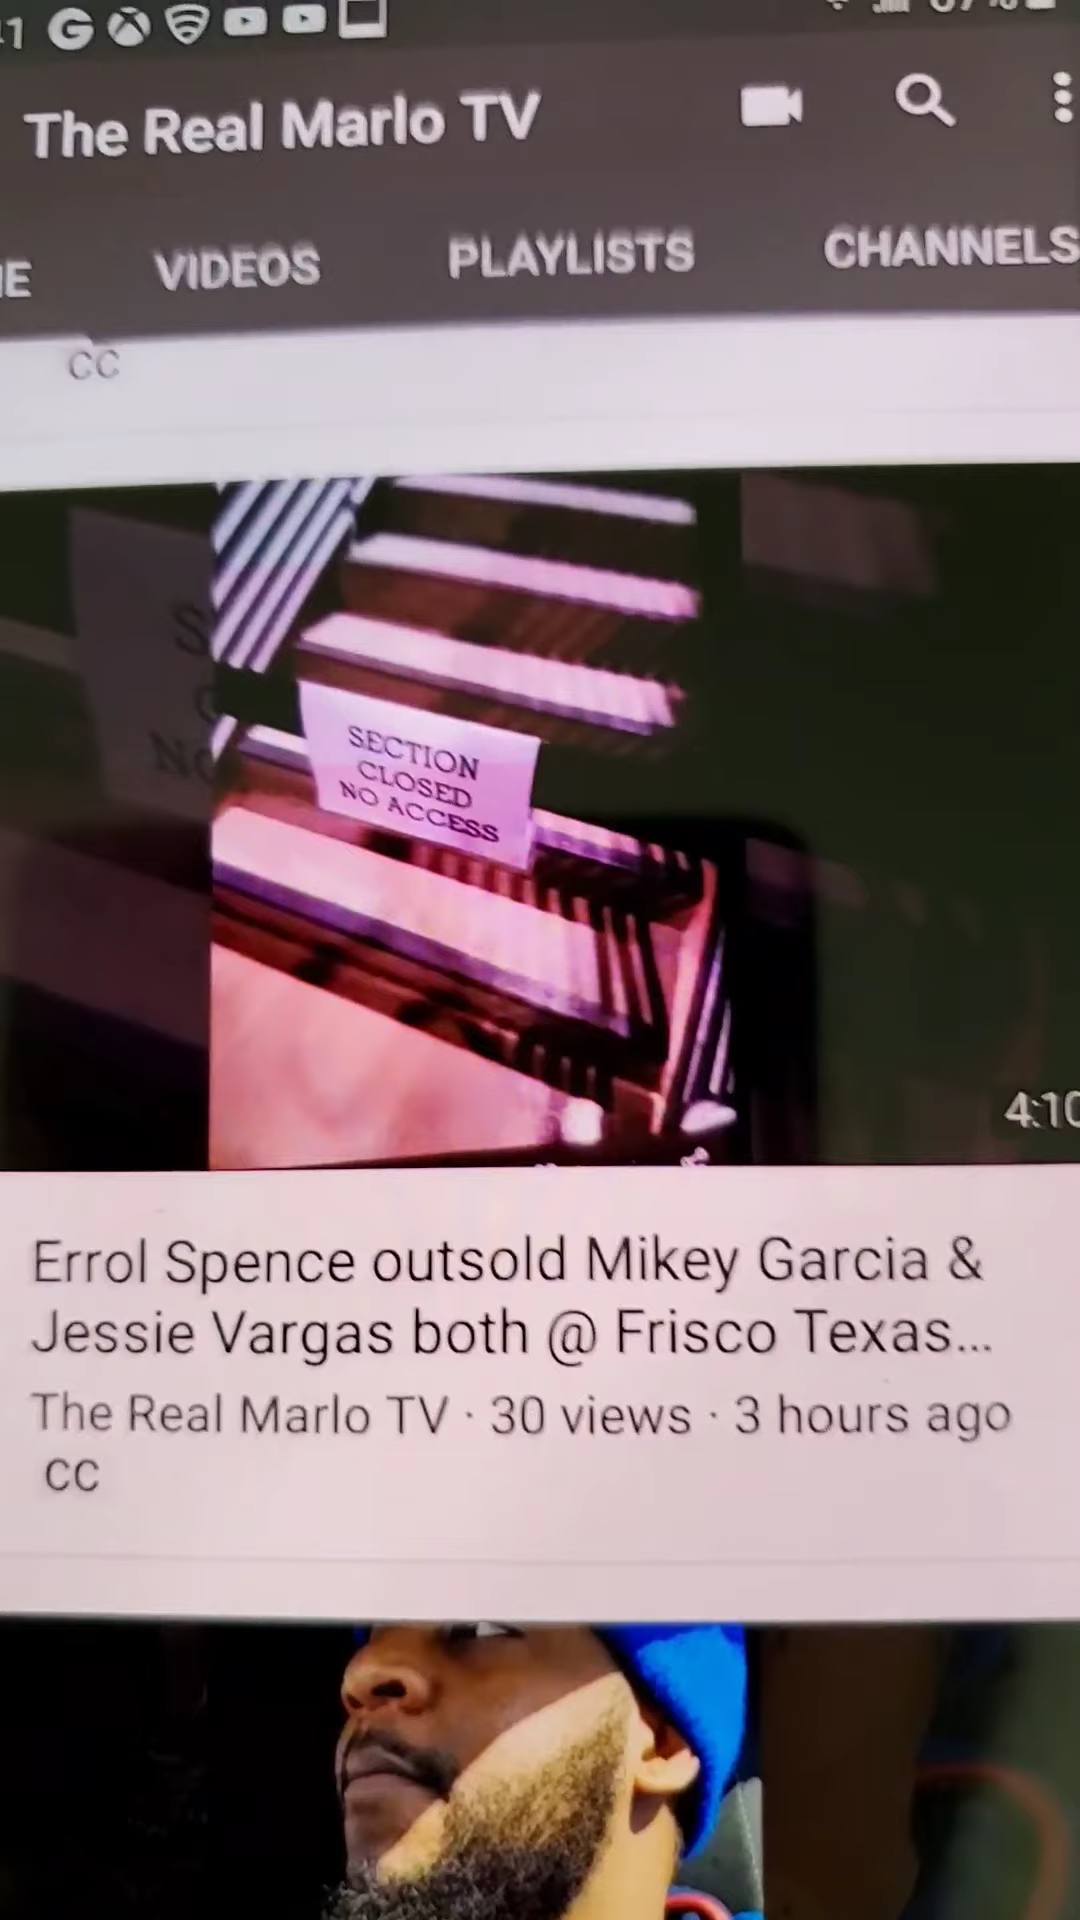 The Real Marlo TV
VIDEOS PLAYLISTS CHANNELS
CC
SECTION
CLOSED
NO ACCESS
4:10
Errol Spence outsold Mikey Garcia &
Jessie Vargas both @ Frisco Texas...
The Real Marlo TV · 30 views · 3 hours ago
CC